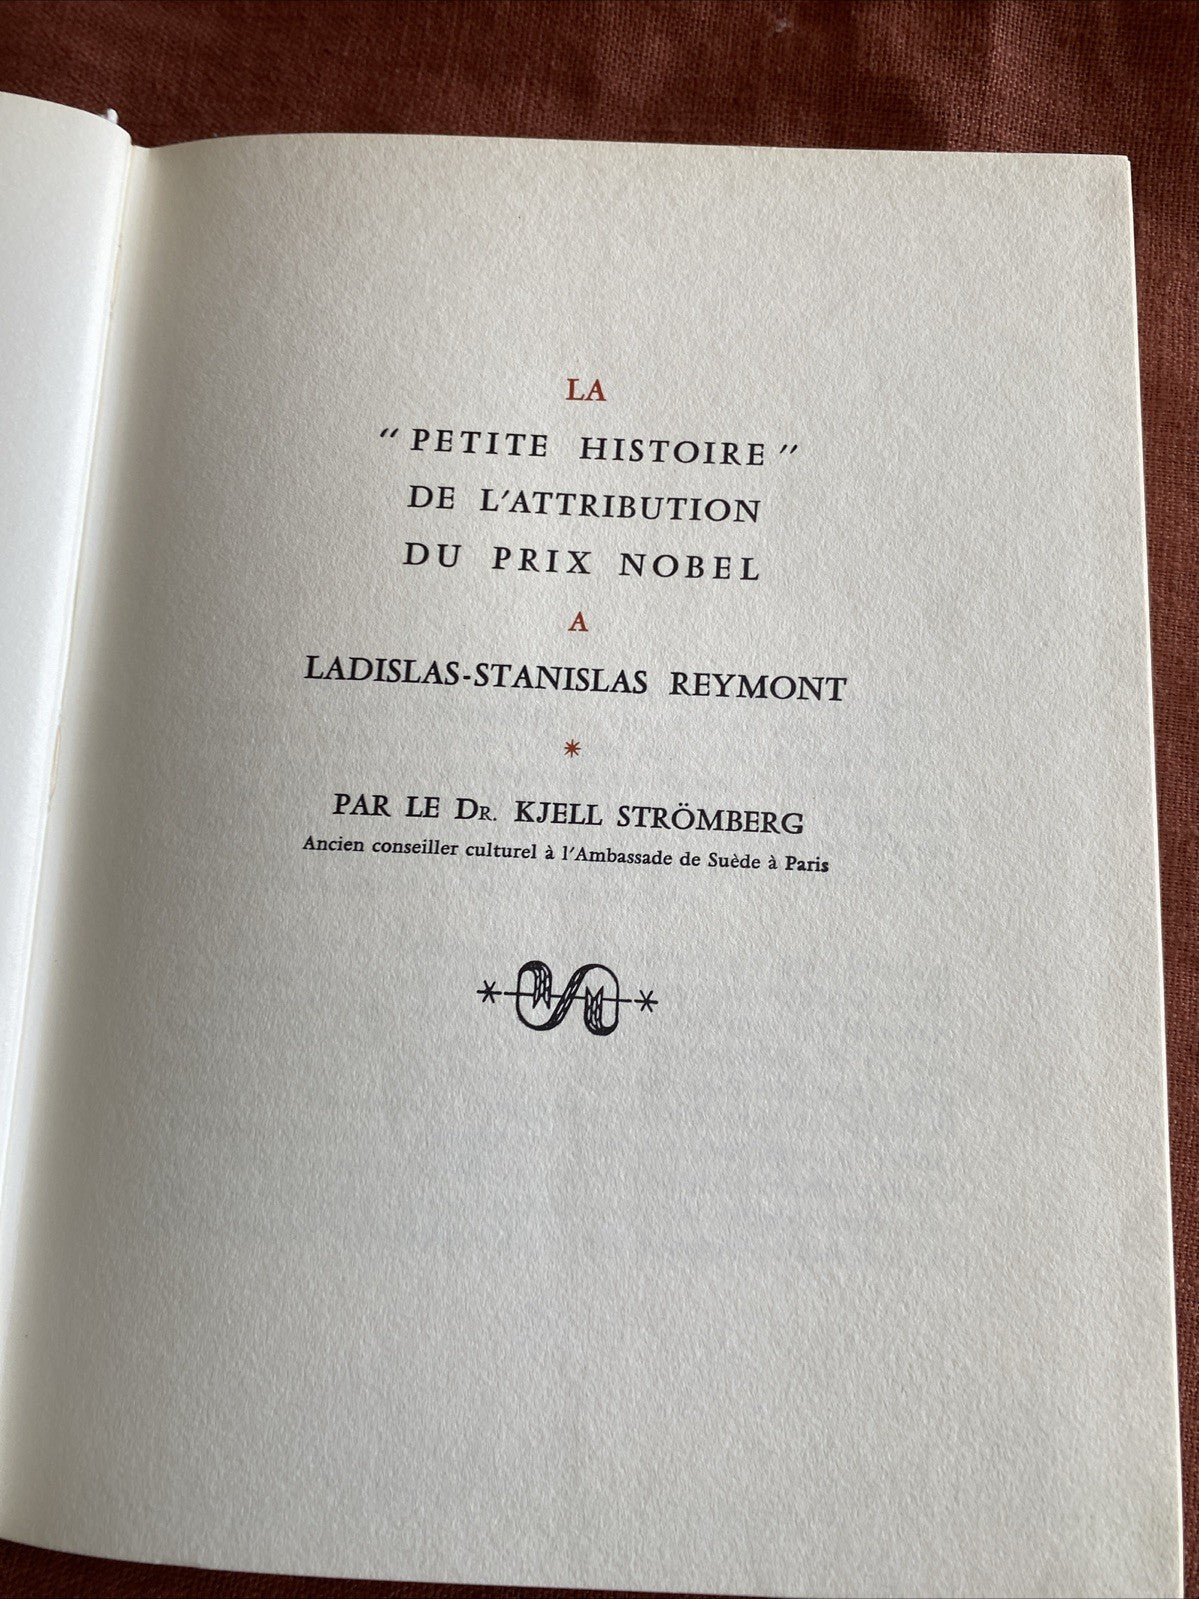 LA
" PETITE HISTOIRE "
DE L'ATTRIBUTION
DU PRIX NOBEL
A
LADISLAS-STANISLAS REYMONT
*
PAR LE DR. KJELL STRÖMBERG
Ancien conseiller culturel à l'Ambassade de Suède à Paris